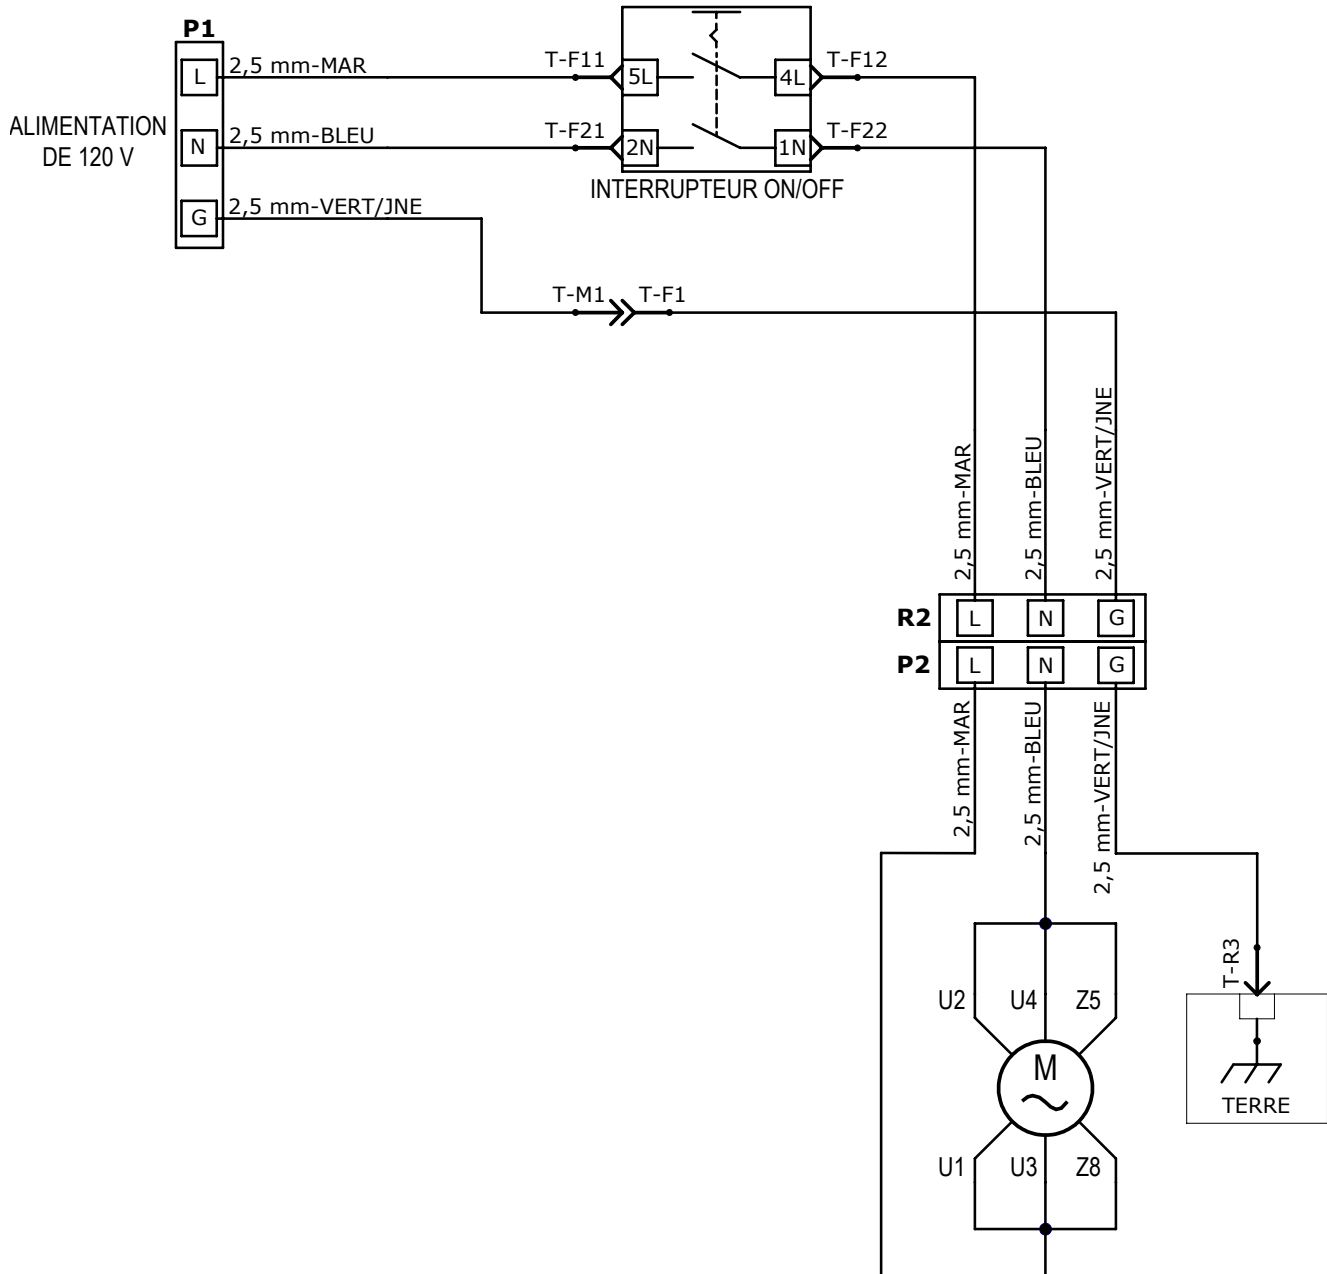 P1
ALIMENTATION
DE 120 V
L
N
G
2,5 mm-MAR
2,5 mm-BLEU
2,5 mm-VERT/JNE
T-F11
T-F21
5L
2N
4L
1N
T-F12
T-F22
INTERRUPTEUR ON/OFF
T-M1
T-F1
2,5 mm-MAR
2,5 mm-BLEU
2,5 mm-VERT/JNE
R2 L N G
P2 L N G
2,5 mm-MAR
2,5 mm-BLEU
2,5 mm-VERT/JNE
T-R3
U2 U4 Z5
M
TERRE
U1 U3 Z8